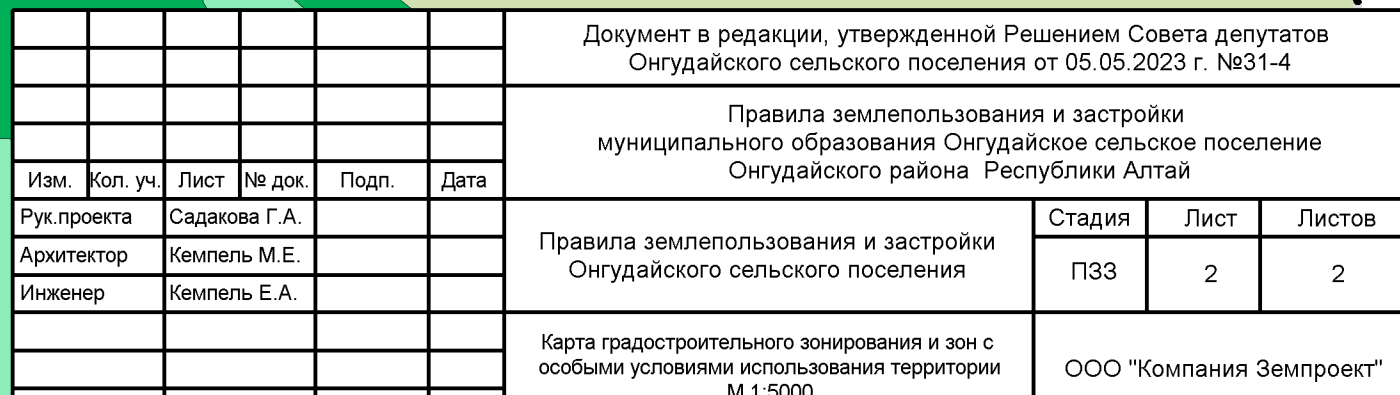 Документ в редакции, утвержденной Решением Совета депутатов
Онгудайского сельского поселения от 05.05.2023 г. №31-4
Правила землепользования и застройки
муниципального образования Онгудайское сельское поселение
Онгудайского района Республики Алтай
Изм. Кол. уч. Лист № док. Подп. Дата
Рук.проекта Садакова Г.А.
Архитектор Кемпель М.Е.
Инженер Кемпель Е.А.
Правила землепользования и застройки
Онгудайского сельского поселения
Стадия Лист Листов
ПЗЗ 2 2
Карта градостроительного зонирования и зон с
особыми условиями использования территории
М 1:5000
ООО "Компания Земпроект"